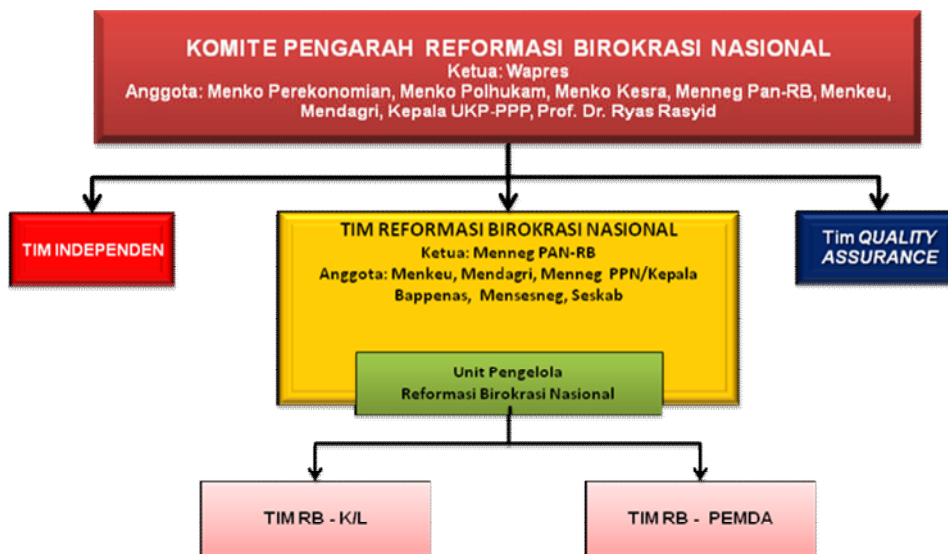 KOMITE PENGARAH REFORMASI BIROKRASI NASIONAL
Ketua: Wapres
Anggota: Menko Perekonomian, Menko Polhukam, Menko Kesra, Menneg Pan-RB, Menkeu,
Mendagri, Kepala UKP-PPP, Prof. Dr. Ryas Rasyid
TIM INDEPENDEN
TIM REFORMASI BIROKRASI NASIONAL
Ketua: Menneg PAN-RB
Anggota: Menkeu, Mendagri, Menneg PPN/Kepala
Bappenas, Mensesneg, Seskab
Tim QUALITY
ASSURANCE
Unit Pengelola
Reformasi Birokrasi Nasional
TIM RB - K/L
TIM RB - PEMDA